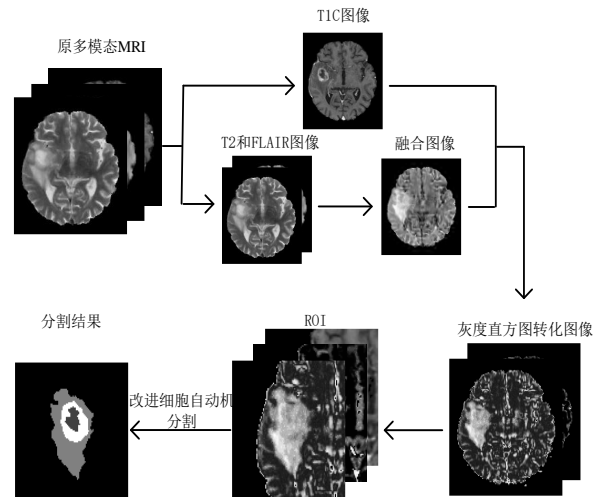 T1C图像
原多模态MRI
T2和FLAIR图像
融合图像
分割结果
ROI
灰度直方图转化图像
改进细胞自动机
分割